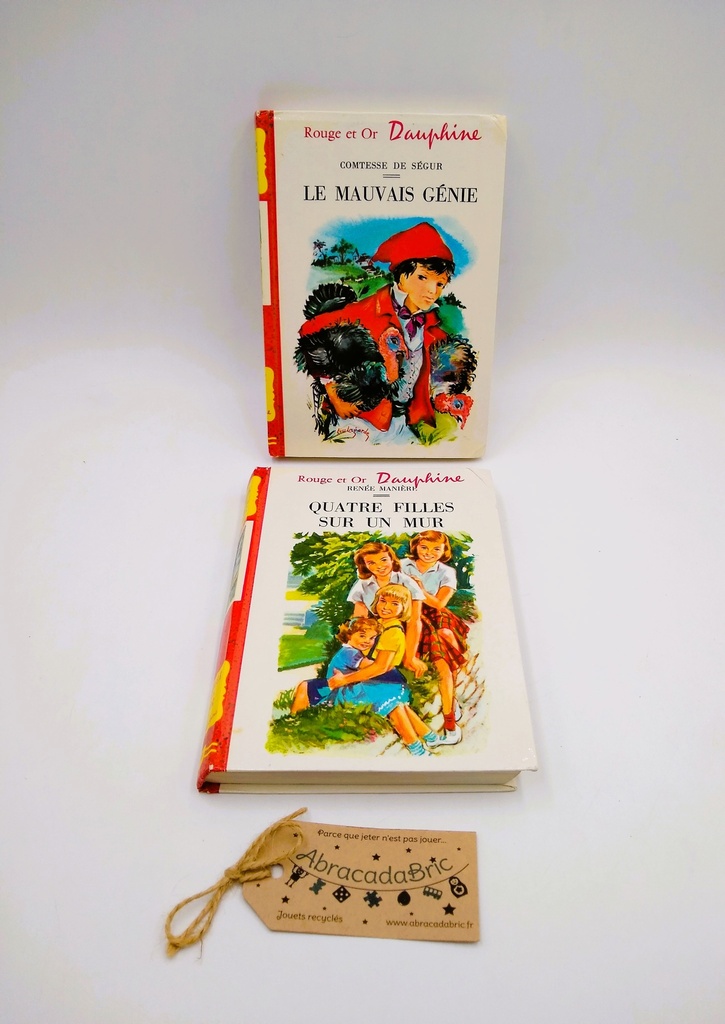 Rouge et Or Dauphine
COMTESSE DE SÉGUR
LE MAUVAIS GÉNIE
Rouge et Or Dauphine
RENÉE MANIÈRE
QUATRE FILLES
SUR UN MUR
Parce que jeter n'est pas jouer...
AbracadaBric
Jouets recyclés
www.abracadabric.fr